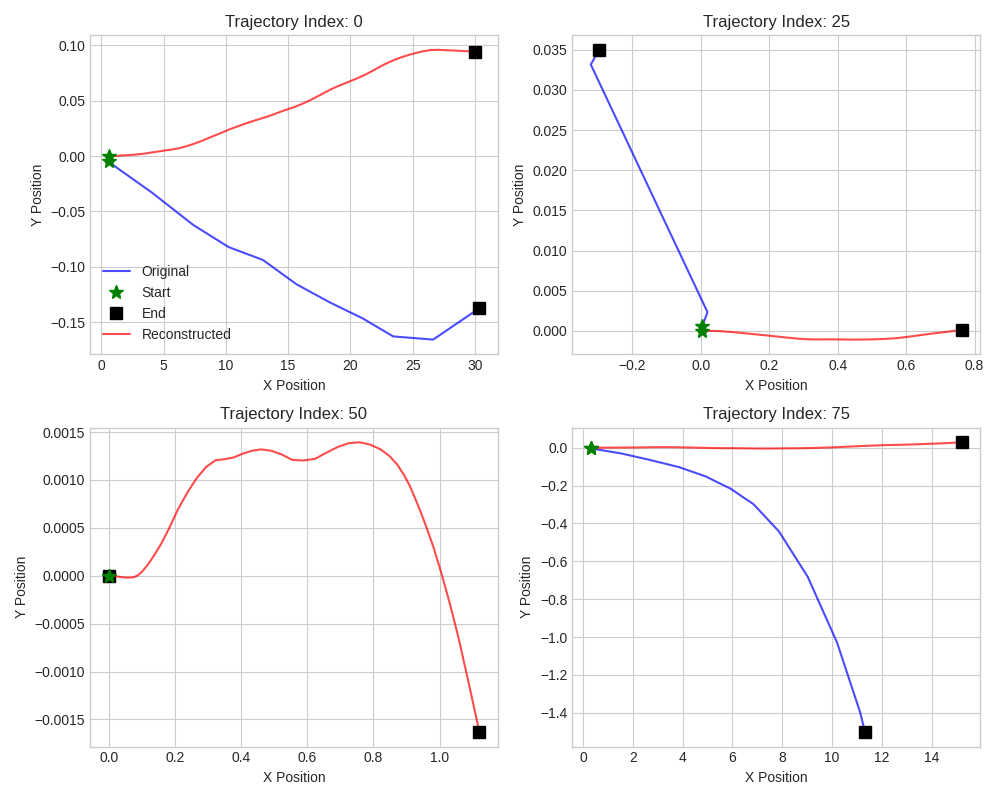 Trajectory Index: 0
0.10
0.05
0.00
−0.05
−0.10
−0.15
Y Position
Original
Start
End
Reconstructed
0 5 10 15 20 25 30
X Position
Trajectory Index: 25
0.035
0.030
0.025
0.020
0.015
0.010
0.005
0.000
Y Position
−0.2 0.0 0.2 0.4 0.6 0.8
X Position
Trajectory Index: 50
0.0015
0.0010
0.0005
0.0000
−0.0005
−0.0010
−0.0015
Y Position
0.0 0.2 0.4 0.6 0.8 1.0
X Position
Trajectory Index: 75
0.0
−0.2
−0.4
−0.6
−0.8
−1.0
−1.2
−1.4
Y Position
0 2 4 6 8 10 12 14
X Position